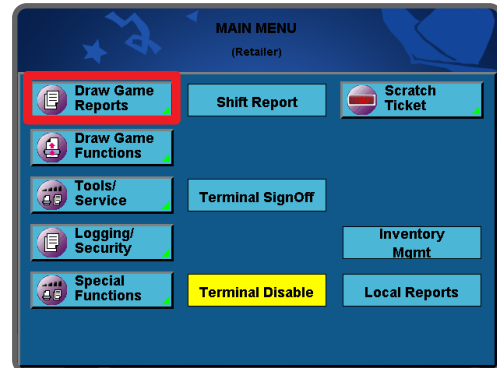 MAIN MENU
(Retailer)
Draw Game
Reports
Shift Report
Scratch
Ticket
Draw Game
Functions
Tools/
Service
Terminal SignOff
Logging/
Security
Inventory
Mgmt
Special
Functions
Terminal Disable
Local Reports